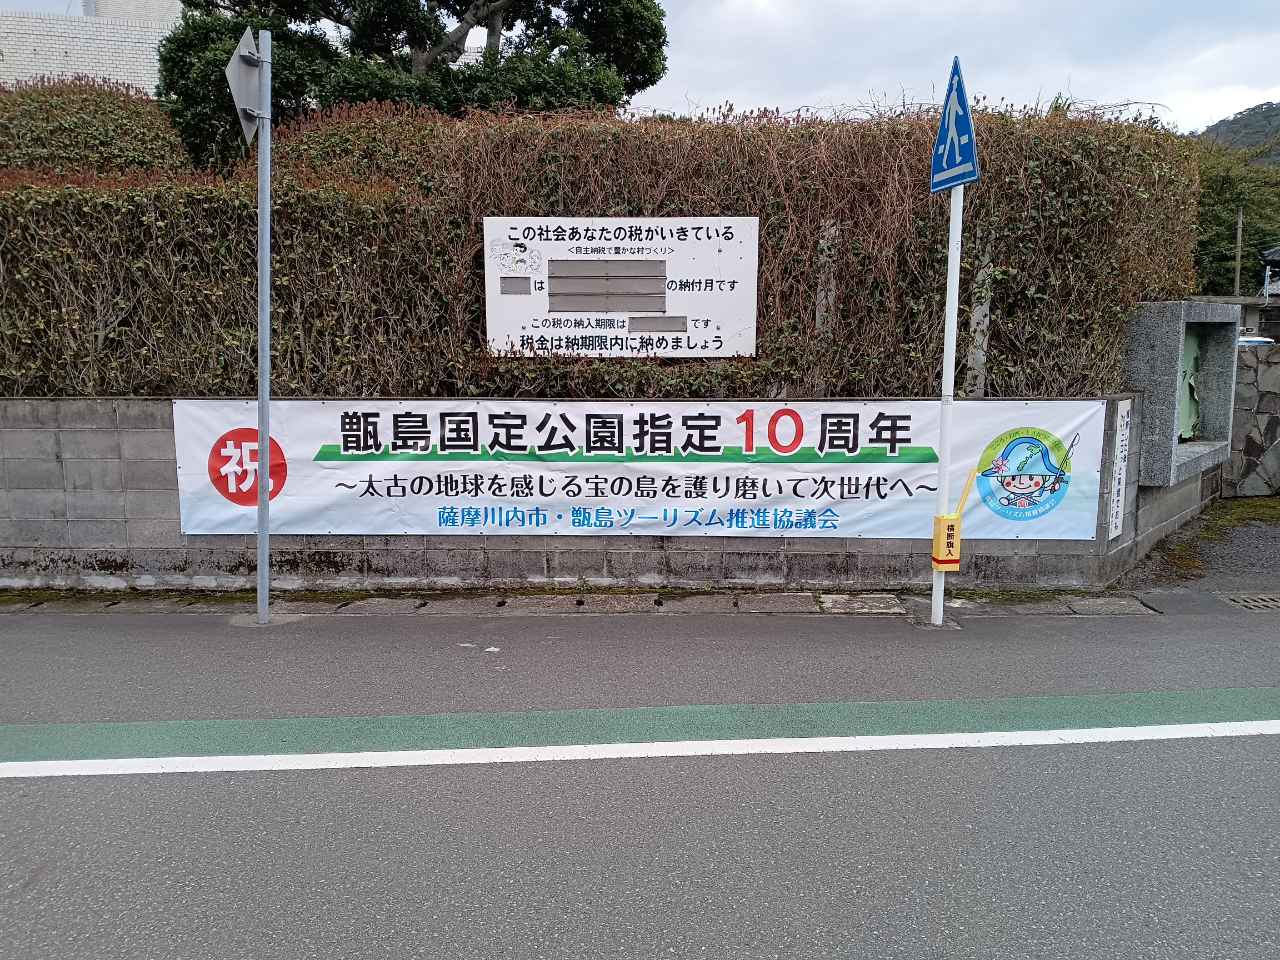 この社会あなたの税がいきている
<自主納税で豊かな村づくり>
は
の納付月です
この税の納入期限は
です
税金は納期限内に納めましょう
祝
甑島国定公園指定10周年
～太古の地球を感じる宝の島を護り磨いて次世代へ～
薩摩川内市・甑島ツーリズム推進協議会
横断旗入